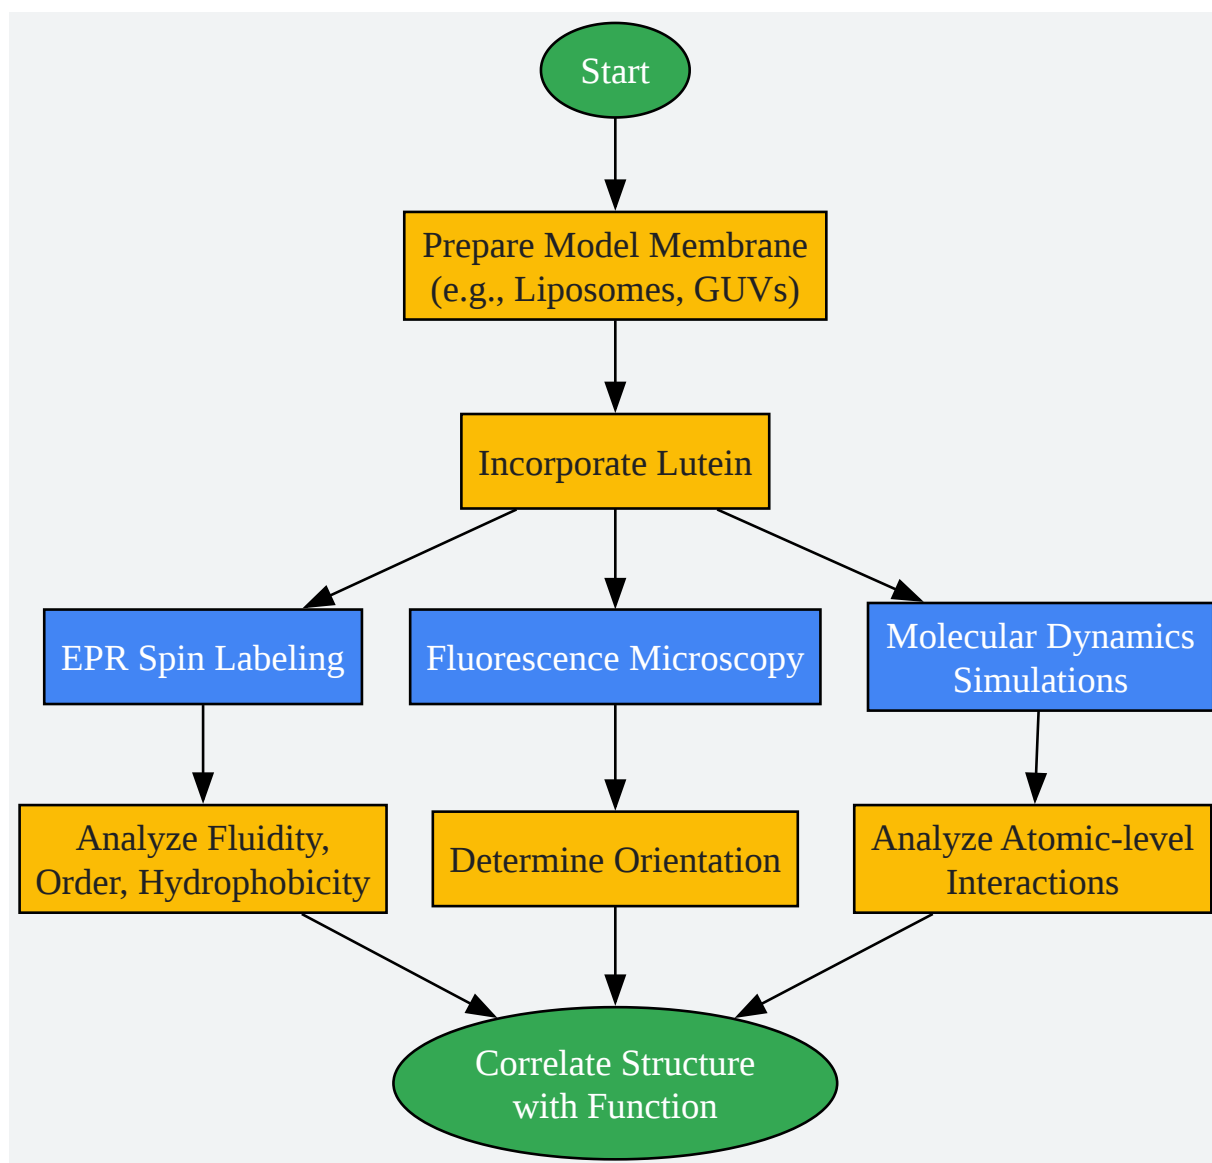 Start
Prepare Model Membrane
(e.g., Liposomes, GUVs)
Incorporate Lutein
EPR Spin Labeling
Fluorescence Microscopy
Molecular Dynamics
Simulations
Analyze Fluidity,
Order, Hydrophobicity
Determine Orientation
Analyze Atomic-level
Interactions
Correlate Structure
with Function